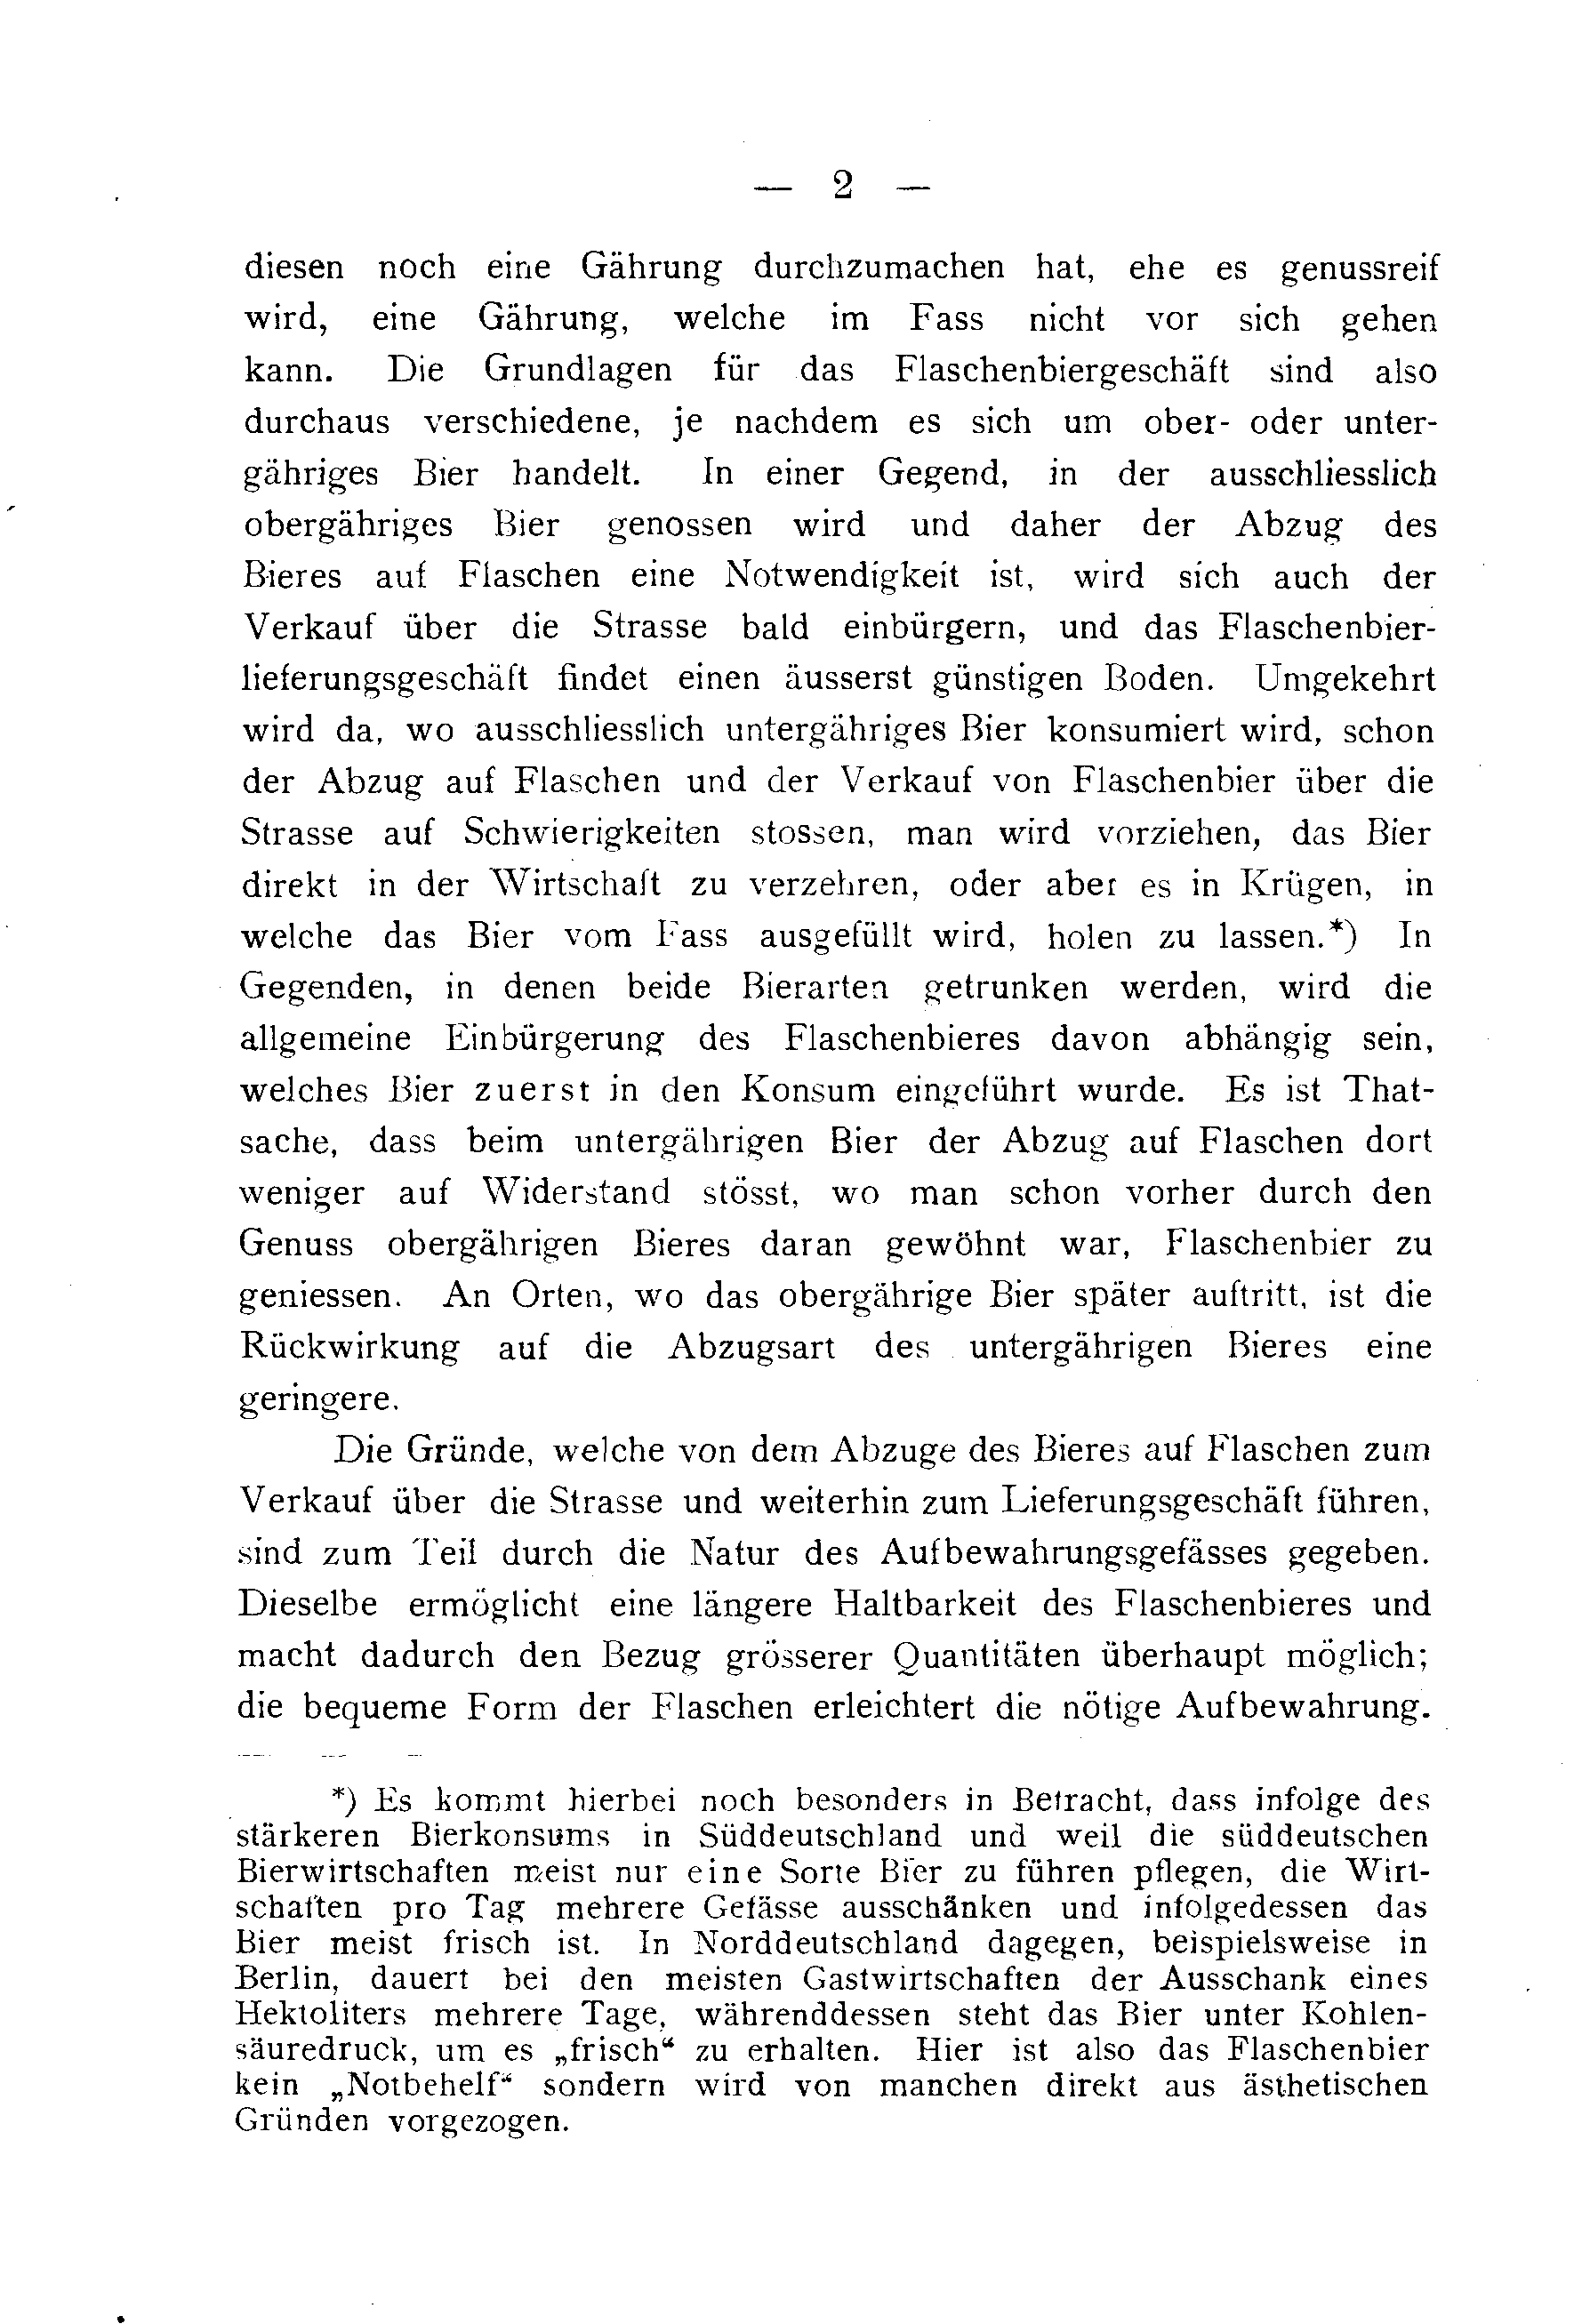 — 2 —
diesen noch eine Gährung durchzumachen hat, ehe es genussreif
wird, eine Gährung, welche im Fass nicht vor sich gehen
kann. Die Grundlagen für das Flaschenbiergeschäft sind also
durchaus verschiedene, je nachdem es sich um ober- oder unter-
gähriges Bier handelt. In einer Gegend, in der ausschliesslich
obergähriges Bier genossen wird und daher der Abzug des
Bieres auf Flaschen eine Notwendigkeit ist, wird sich auch der
Verkauf über die Strasse bald einbürgern, und das Flaschenbier-
lieferungsgeschäft findet einen äusserst günstigen Boden. Umgekehrt
wird da, wo ausschliesslich untergähriges Bier konsumiert wird, schon
der Abzug auf Flaschen und der Verkauf von Flaschenbier über die
Strasse auf Schwierigkeiten stossen, man wird vorziehen, das Bier
direkt in der Wirtschaft zu verzehren, oder aber es in Krügen, in
welche das Bier vom Fass ausgefüllt wird, holen zu lassen.*) In
Gegenden, in denen beide Bierarten getrunken werden, wird die
allgemeine Einbürgerung des Flaschenbieres davon abhängig sein,
welches Bier zuerst in den Konsum eingeführt wurde. Es ist That-
sache, dass beim untergährigen Bier der Abzug auf Flaschen dort
weniger auf Widerstand stösst, wo man schon vorher durch den
Genuss obergährigen Bieres daran gewöhnt war, Flaschenbier zu
geniessen. An Orten, wo das obergährige Bier später auftritt, ist die
Rückwirkung auf die Abzugsart des untergährigen Bieres eine
geringere.
Die Gründe, welche von dem Abzuge des Bieres auf Flaschen zum
Verkauf über die Strasse und weiterhin zum Lieferungsgeschäft führen,
sind zum Teil durch die Natur des Aufbewahrungsgefässes gegeben.
Dieselbe ermöglicht eine längere Haltbarkeit des Flaschenbieres und
macht dadurch den Bezug grösserer Quantitäten überhaupt möglich;
die bequeme Form der Flaschen erleichtert die nötige Aufbewahrung.
*) Es kommt hierbei noch besonders in Betracht, dass infolge des
stärkeren Bierkonsums in Süddeutschland und weil die süddeutschen
Bierwirtschaften meist nur eine Sorte Bier zu führen pflegen, die Wirt-
schaften pro Tag mehrere Gefässe ausschänken und infolgedessen das
Bier meist frisch ist. In Norddeutschland dagegen, beispielsweise in
Berlin, dauert bei den meisten Gastwirtschaften der Ausschank eines
Hektoliters mehrere Tage, währenddessen steht das Bier unter Kohlen-
säuredruck, um es „frisch“ zu erhalten. Hier ist also das Flaschenbier
kein „Notbehelf“ sondern wird von manchen direkt aus ästhetischen
Gründen vorgezogen.